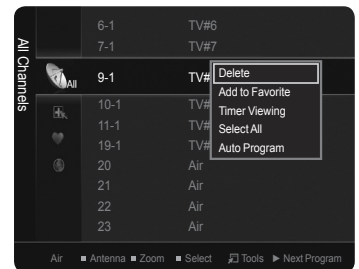 All Channels
6-1 TV#6
7-1 TV#7
All
9-1 TV#
10-1 TV#
11-1 TV#
19-1 TV#
20 Air
21 Air
22 Air
23 Air
Delete
Add to Favorite
Timer Viewing
Select All
Auto Program
Air Antenna Zoom Select Tools Next Program